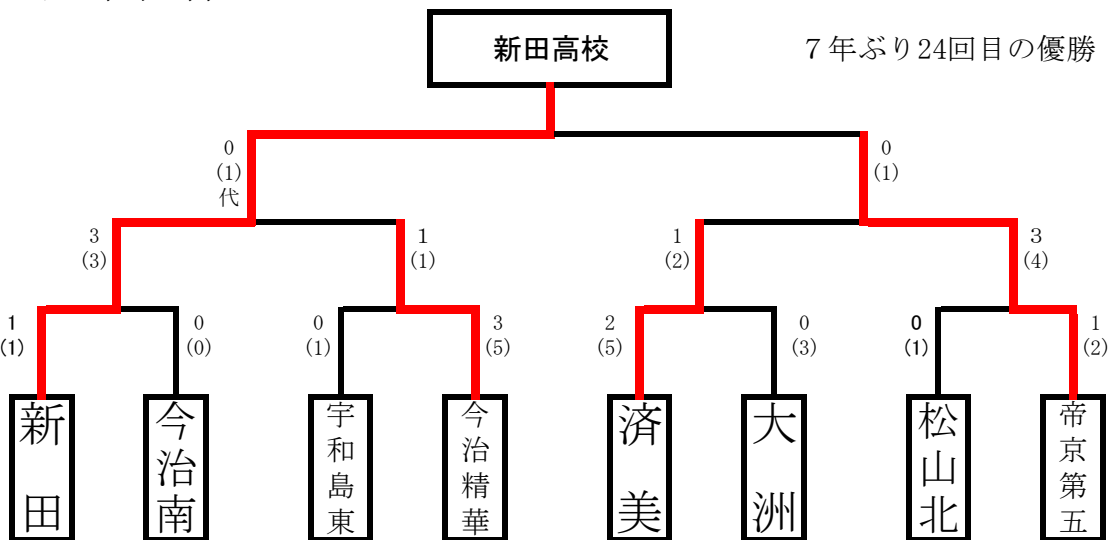 新田高校
７年ぶり24回目の優勝
0
(1)
代
0
(1)
3
(3)
1
(1)
1
(2)
3
(4)
1
(1)
0
(0)
0
(1)
3
(5)
2
(5)
0
(3)
0
(1)
1
(2)
新田
今治南
宇和島東
今治精華
済美
大洲
松山北
帝京第五